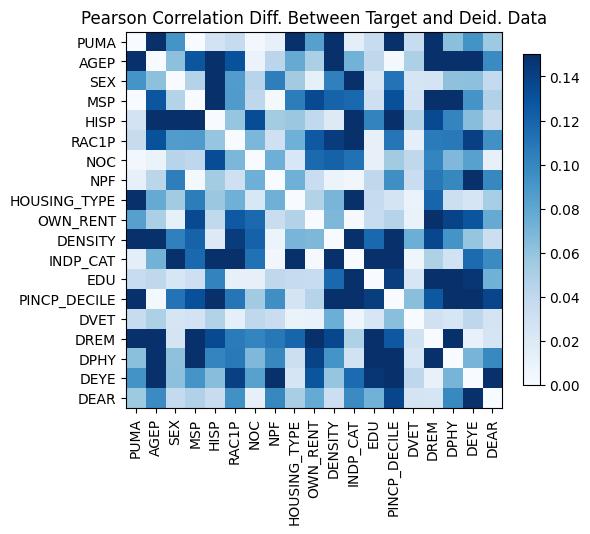 Pearson Correlation Diff. Between Target and Deid. Data
PUMA
AGEP
SEX
MSP
HISP
RAC1P
NOC
NPF
HOUSING_TYPE
OWN_RENT
DENSITY
INDP_CAT
EDU
PINCP_DECILE
DVET
DREM
DPHY
DEYE
DEAR
PUMA
AGEP
SEX
MSP
HISP
RAC1P
NOC
NPF
HOUSING_TYPE
OWN_RENT
DENSITY
INDP_CAT
EDU
PINCP_DECILE
DVET
DREM
DPHY
DEYE
DEAR
0.14
0.12
0.10
0.08
0.06
0.04
0.02
0.00